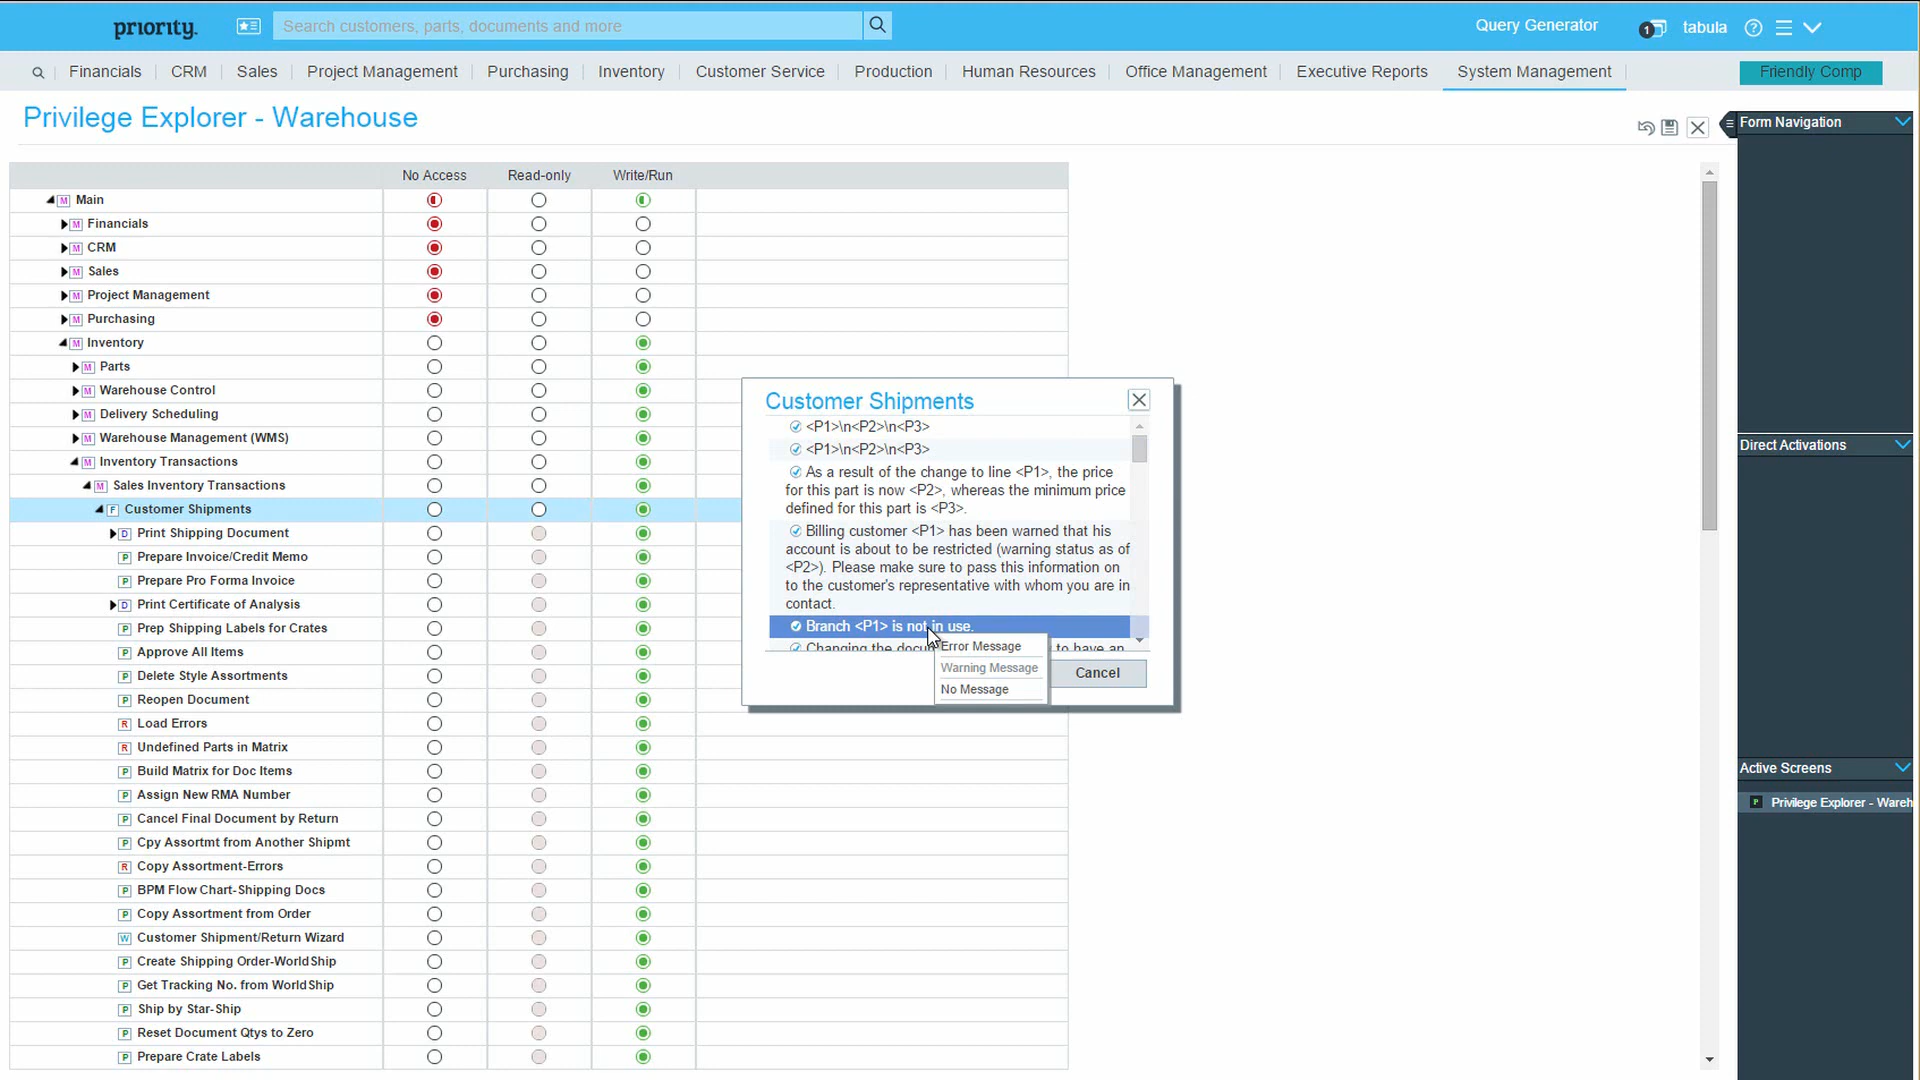 priority.
Search customers, parts, documents and more
Query Generator
1
tabula
Financials
CRM
Sales
Project Management
Purchasing
Inventory
Customer Service
Production
Human Resources
Office Management
Executive Reports
System Management
Friendly Comp
Privilege Explorer - Warehouse
Form Navigation
No Access
Read-only
Write/Run
M Main
M Financials
M CRM
M Sales
M Project Management
M Purchasing
M Inventory
M Parts
M Warehouse Control
M Delivery Scheduling
M Warehouse Management (WMS)
M Inventory Transactions
M Sales Inventory Transactions
F Customer Shipments
D Print Shipping Document
P Prepare Invoice/Credit Memo
P Prepare Pro Forma Invoice
D Print Certificate of Analysis
P Prep Shipping Labels for Crates
P Approve All Items
P Delete Style Assortments
P Reopen Document
R Load Errors
R Undefined Parts in Matrix
P Build Matrix for Doc Items
P Assign New RMA Number
P Cancel Final Document by Return
P Cpy Assortmt from Another Shipmt
R Copy Assortment-Errors
P BPM Flow Chart-Shipping Docs
P Copy Assortment from Order
W Customer Shipment/Return Wizard
P Create Shipping Order-WorldShip
P Get Tracking No. from WorldShip
P Ship by Star-Ship
P Reset Document Qtys to Zero
P Prepare Crate Labels
Customer Shipments
<P1>\n<P2>\n<P3>
<P1>\n<P2>\n<P3>
As a result of the change to line <P1>, the price
for this part is now <P2>, whereas the minimum price
defined for this part is <P3>.
Billing customer <P1> has been warned that his
account is about to be restricted (warning status as of
<P2>). Please make sure to pass this information on
to the customer's representative with whom you are in
contact.
Branch <P1> is not in use.
Changing the docu
to have an
Error Message
Warning Message
No Message
Cancel
Direct Activations
Active Screens
P Privilege Explorer - Wareh